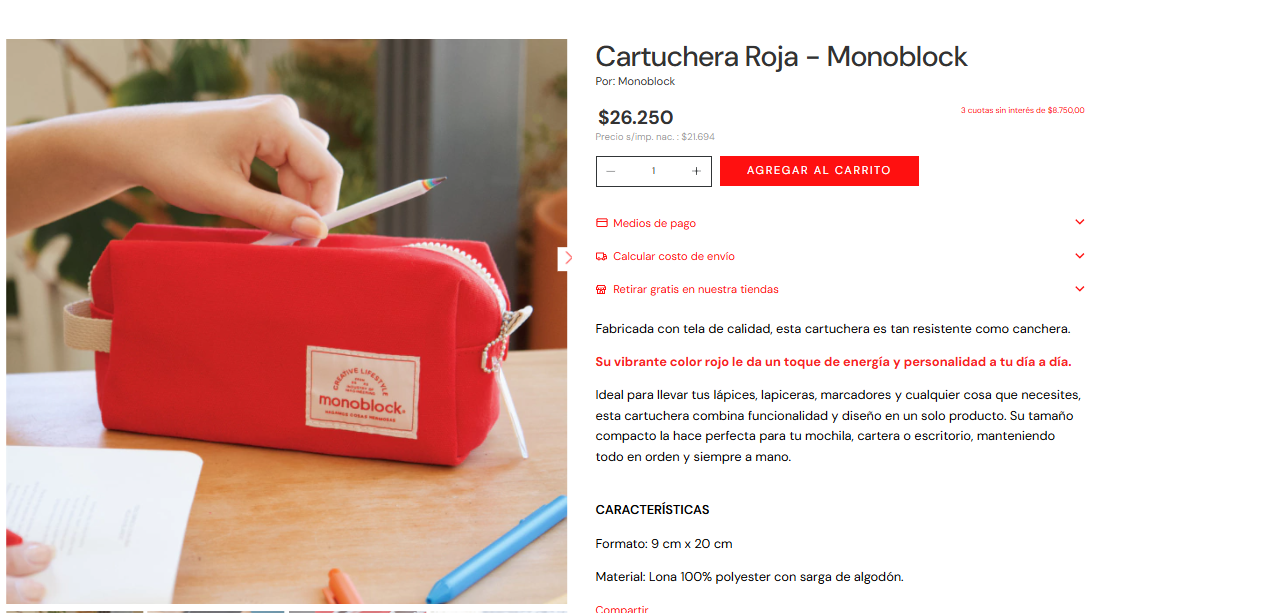 Cartuchera Roja - Monoblock
Por: Monoblock
$26.250
3 cuotas sin interés de $8.750,00
Precio s/imp. nac. : $21.694
1
AGREGAR AL CARRITO
Medios de pago
Calcular costo de envío
Retirar gratis en nuestra tiendas
Fabricada con tela de calidad, esta cartuchera es tan resistente como canchera.
Su vibrante color rojo le da un toque de energía y personalidad a tu día a día.
Ideal para llevar tus lápices, lapiceras, marcadores y cualquier cosa que necesites,
esta cartuchera combina funcionalidad y diseño en un solo producto. Su tamaño
compacto la hace perfecta para tu mochila, cartera o escritorio, manteniendo
todo en orden y siempre a mano.
CARACTERÍSTICAS
Formato: 9 cm x 20 cm
Material: Lona 100% polyester con sarga de algodón.
Compartir
CREATIVE LIFESTYLE
monoblock
HACEMOS COSAS HERMOSAS